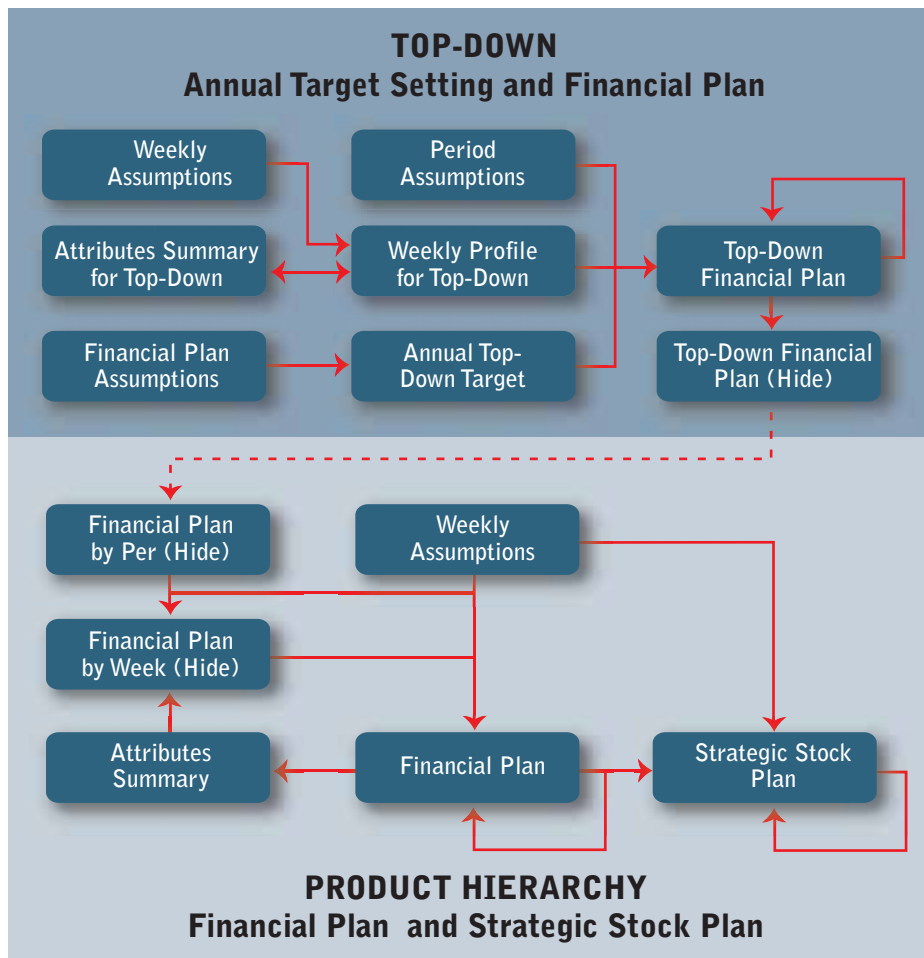 TOP-DOWN
Annual Target Setting and Financial Plan
Weekly
Assumptions
Period
Assumptions
Attributes Summary
for Top-Down
Weekly Profile
for Top-Down
Top-Down
Financial Plan
Financial Plan
Assumptions
Annual Top-
Down Target
Top-Down Financial
Plan (Hide)
Financial Plan
by Per (Hide)
Weekly
Assumptions
Financial Plan
by Week (Hide)
Attributes
Summary
Financial Plan
Strategic Stock
Plan
PRODUCT HIERARCHY
Financial Plan and Strategic Stock Plan